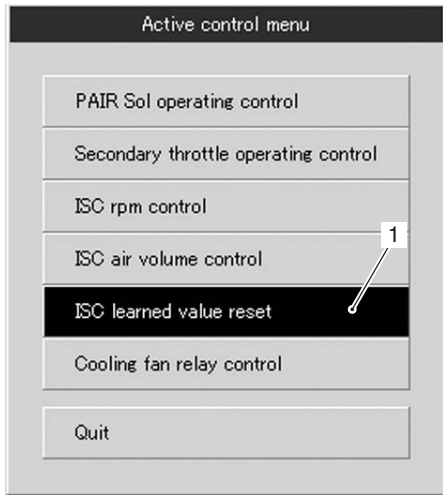 Active control menu
PAIR Sol operating control
Secondary throttle operating control
ISC rpm control
1
ISC air volume control
ISC learned value reset
Cooling fan relay control
Quit